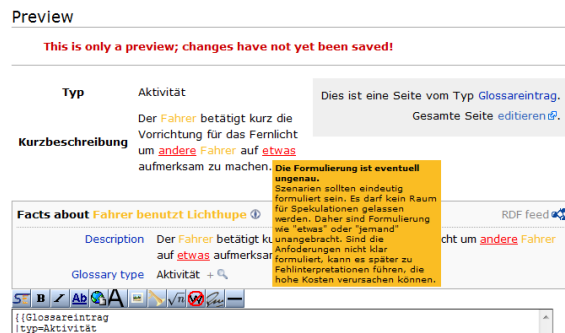 Preview
This is only a preview; changes have not yet been saved!
Typ Aktivität
Dies ist eine Seite vom Typ Glossareintrag.
Gesamte Seite editieren.
Kurzbeschreibung
Der Fahrer betätigt kurz die
Vorrichtung für das Fernlicht
um andere Fahrer auf etwas
aufmerksam zu machen.
Die Formulierung ist eventuell
ungenau.
Szenarien sollten eindeutig
formuliert sein. Es darf kein Raum
für Spekulationen gelassen
werden. Daher sind Formulierung
wie "etwas" oder "jemand"
unangebracht. Sind die
Anfoderungen nicht klar
formuliert, kann es später zu
Fehlinterpretationen führen, die
hohe Kosten verursachen können.
Facts about Fahrer benutzt Lichthupe
RDF feed
Description Der Fahrer betätigt um andere Fahrer
auf etwas aufmerksam
Glossary type Aktivität +
B I Ab A √n W
{{Glossareintrag
|typ=Aktivität